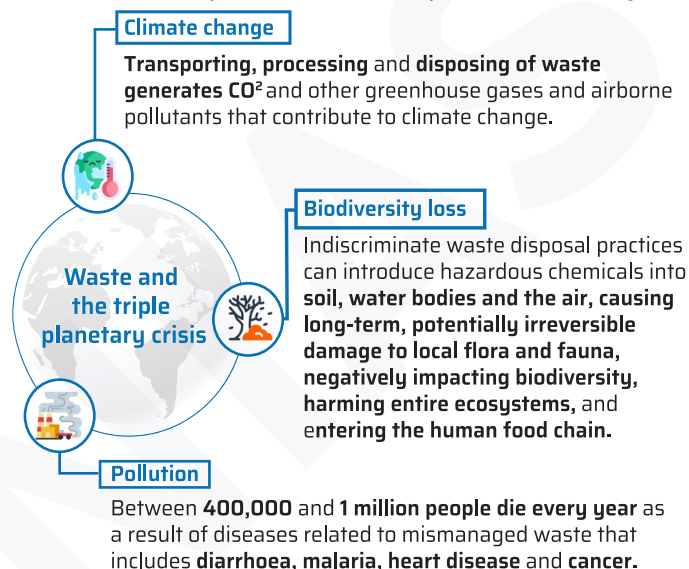 Climate change
Transporting, processing and disposing of waste
generates CO² and other greenhouse gases and airborne
pollutants that contribute to climate change.
Biodiversity loss
Indiscriminate waste disposal practices
can introduce hazardous chemicals into
soil, water bodies and the air, causing
long-term, potentially irreversible
damage to local flora and fauna,
negatively impacting biodiversity,
harming entire ecosystems, and
entering the human food chain.
Waste and
the triple
planetary crisis
Pollution
Between 400,000 and 1 million people die every year as
a result of diseases related to mismanaged waste that
includes diarrhoea, malaria, heart disease and cancer.